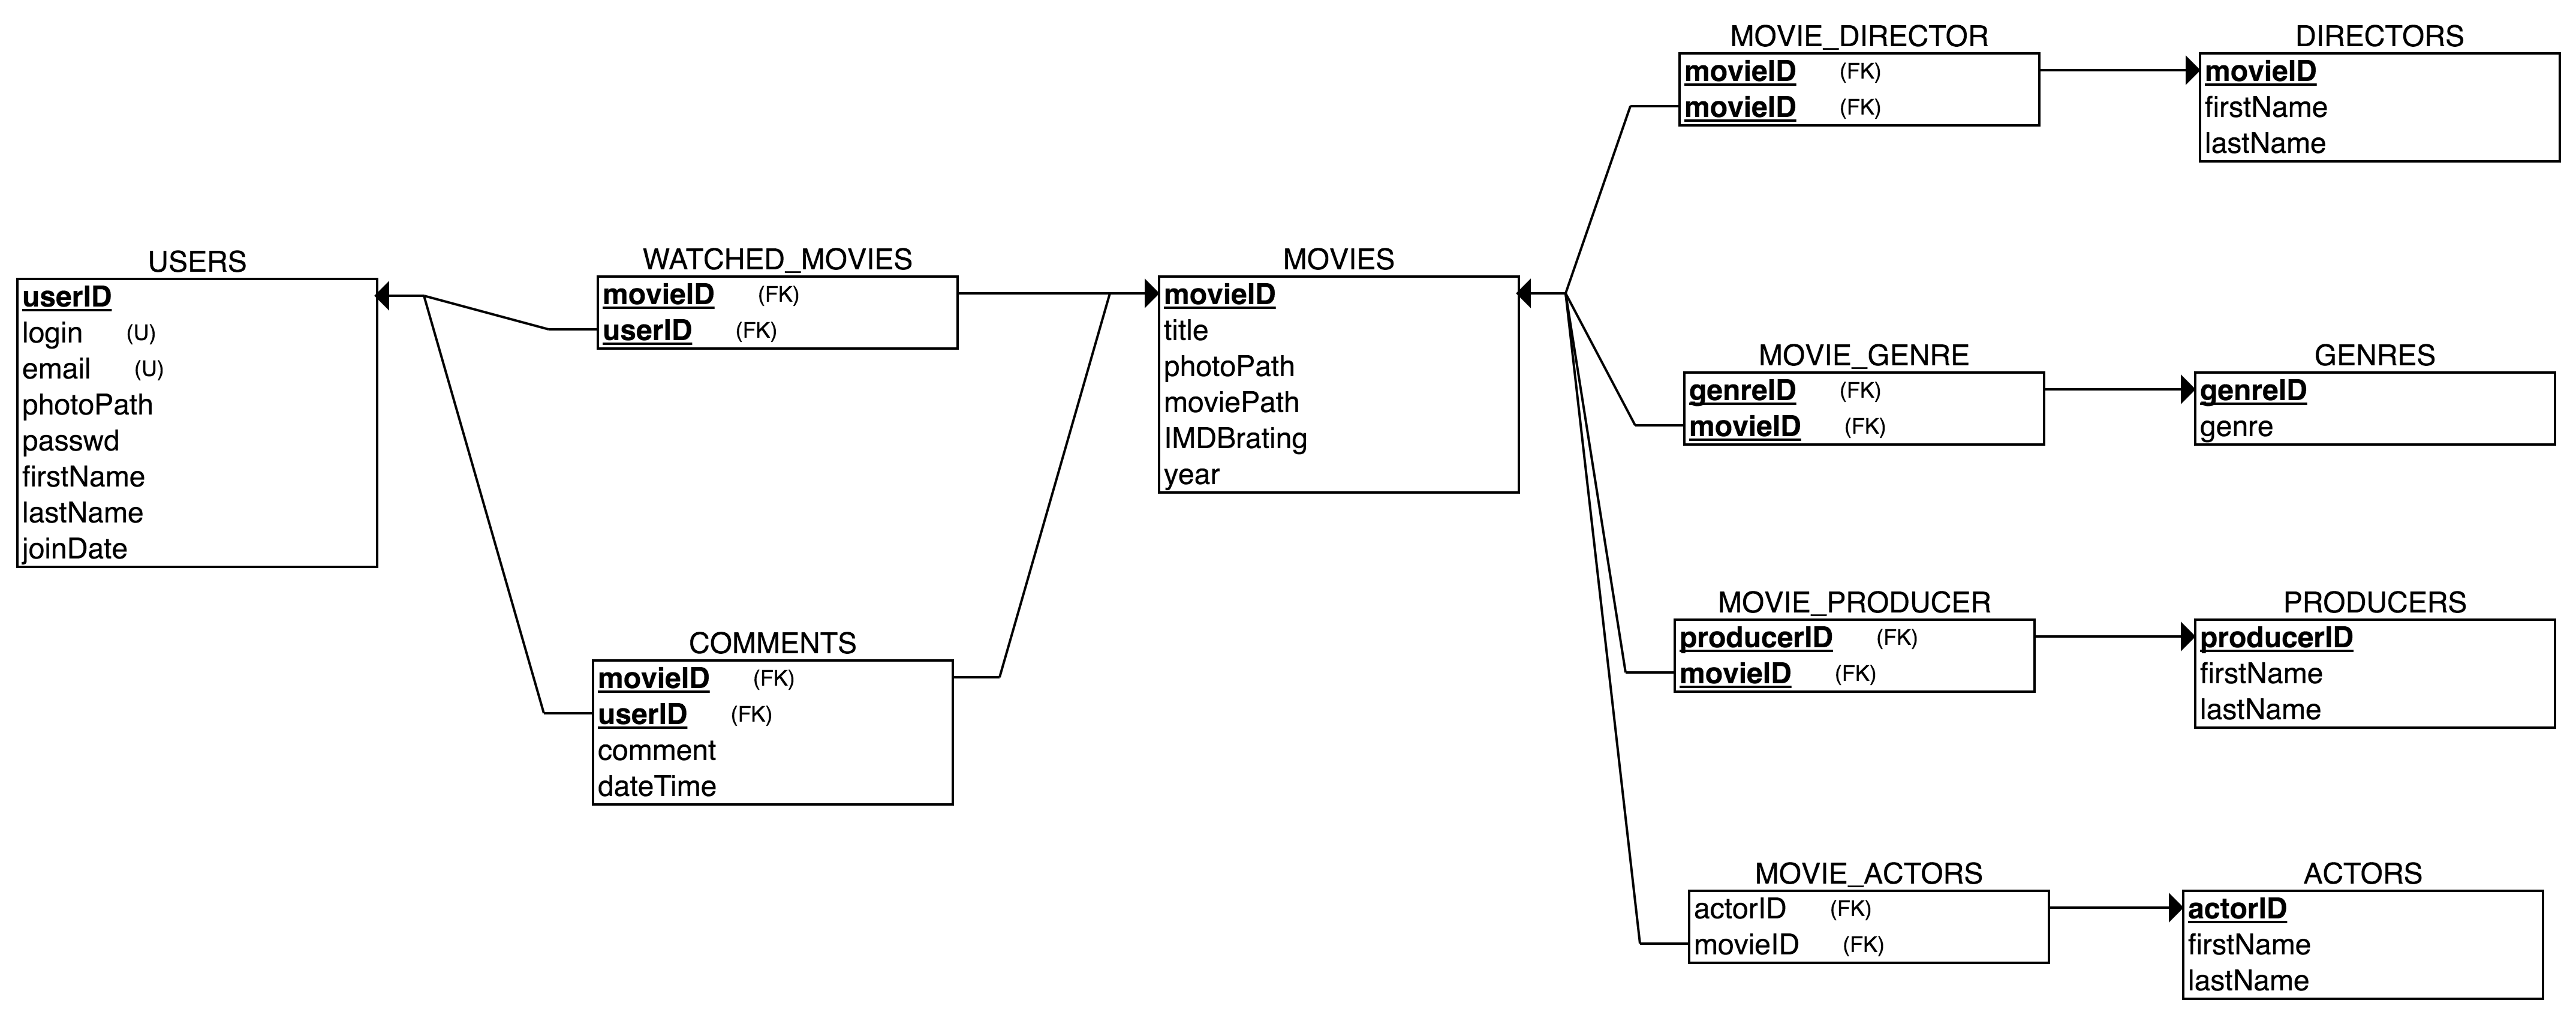 USERS
userID
login (U)
email (U)
photoPath
passwd
firstName
lastName
joinDate
WATCHED_MOVIES
movieID (FK)
userID (FK)
COMMENTS
movieID (FK)
userID (FK)
comment
dateTime
MOVIES
movieID
title
photoPath
moviePath
IMDBrating
year
MOVIE_DIRECTOR
movieID (FK)
movieID (FK)
DIRECTORS
movieID
firstName
lastName
MOVIE_GENRE
genreID (FK)
movieID (FK)
GENRES
genreID
genre
MOVIE_PRODUCER
producerID (FK)
movieID (FK)
PRODUCERS
producerID
firstName
lastName
MOVIE_ACTORS
actorID (FK)
movieID (FK)
ACTORS
actorID
firstName
lastName